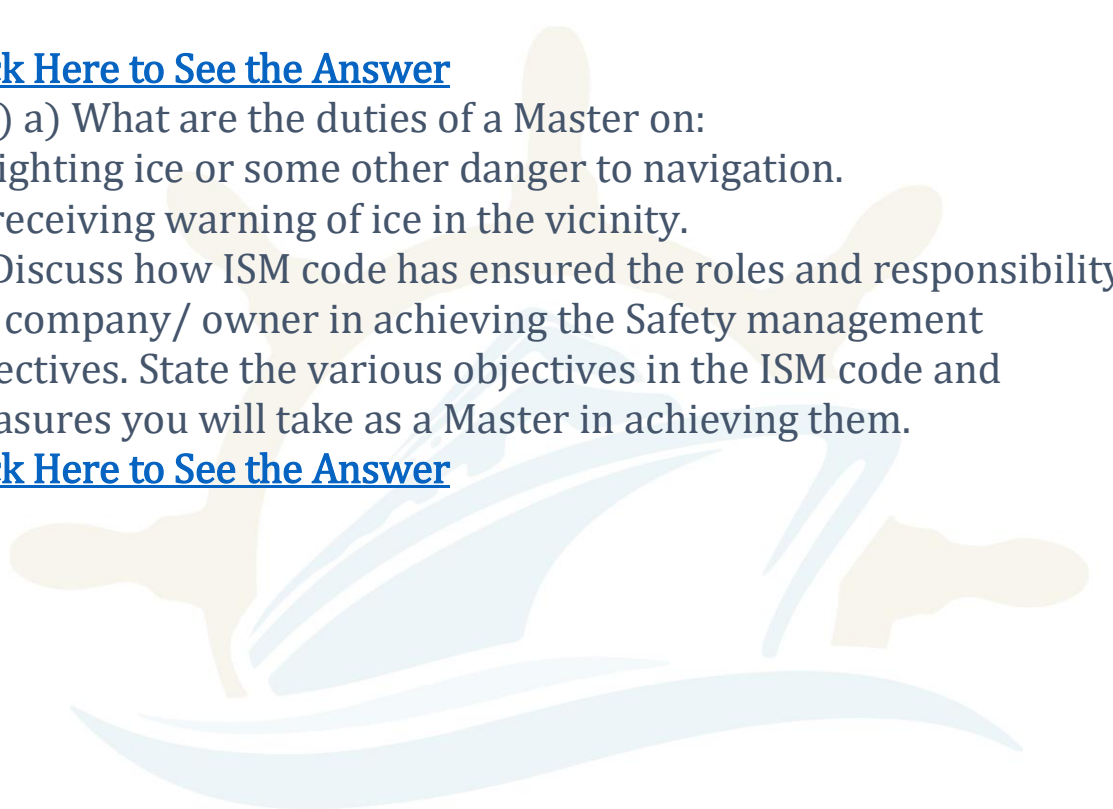 k Here to See the Answer
) a) What are the duties of a Master on:
ighting ice or some other danger to navigation.
receiving warning of ice in the vicinity.
Discuss how ISM code has ensured the roles and responsibility
company/ owner in achieving the Safety management
ectives. State the various objectives in the ISM code and
asures you will take as a Master in achieving them.
k Here to See the Answer